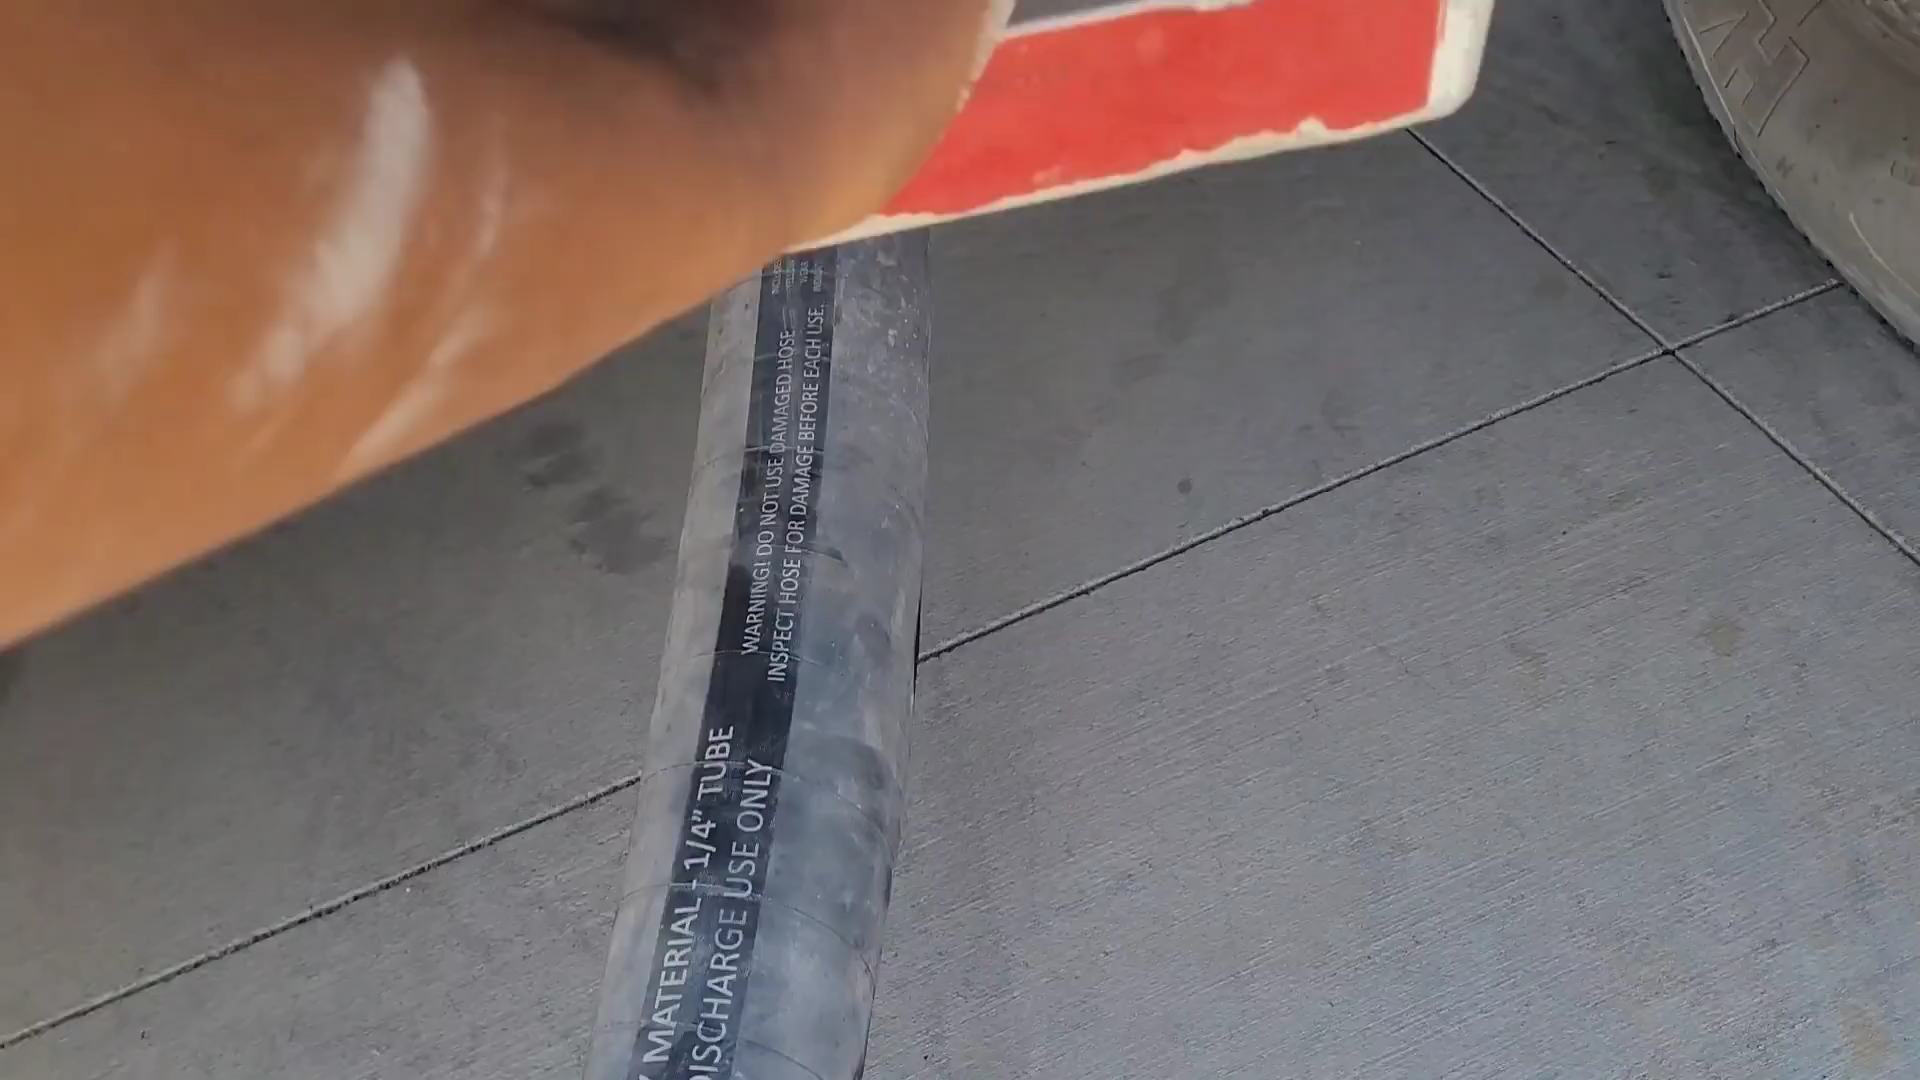 MATERIAL - 1/4" TUBE
DISCHARGE USE ONLY
WARNING! DO NOT USE DAMAGED HOSE
INSPECT HOSE FOR DAMAGE BEFORE EACH USE.